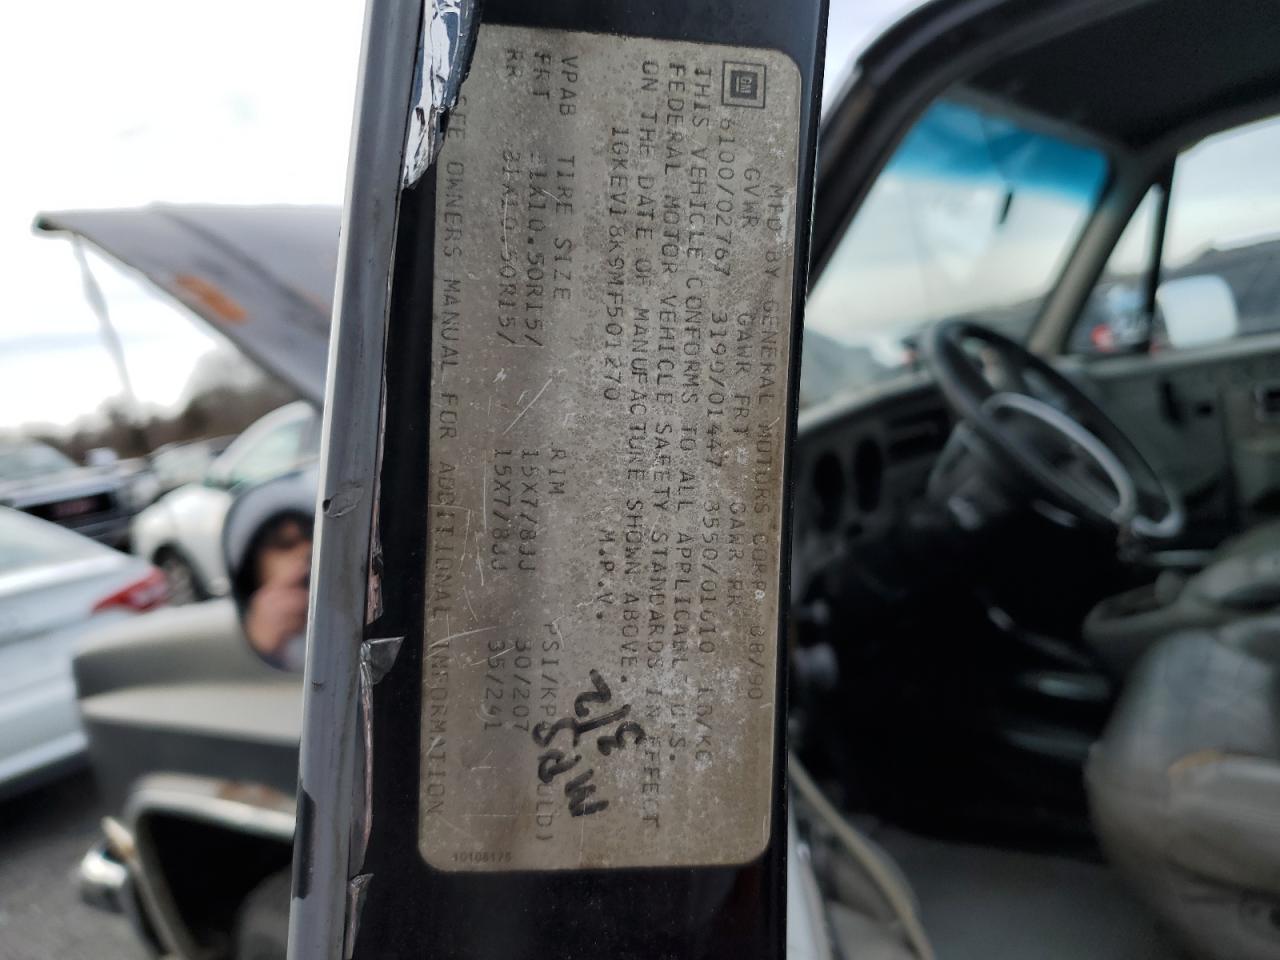 GM
MFD BY GENERAL MOTORS CORP. 08/90
GVWR GAWR FRT GAWR RR
6100/02767 3199/01447 3550/01610 LB/KG
THIS VEHICLE CONFORMS TO ALL APPLICABLE U.S.
FEDERAL MOTOR VEHICLE SAFETY STANDARDS IN EFFECT
ON THE DATE OF MANUFACTURE SHOWN ABOVE.
1GKEV18K9MF501270 M.P.V.
VPAB TIRE SIZE RIM PSI/KPA(COLD)
FRT 31X10.50R15/ 15X7/8JJ 30/207
RR 31X10.50R15/ 15X7/8JJ 35/241
SEE OWNERS MANUAL FOR ADDITIONAL INFORMATION
10108175